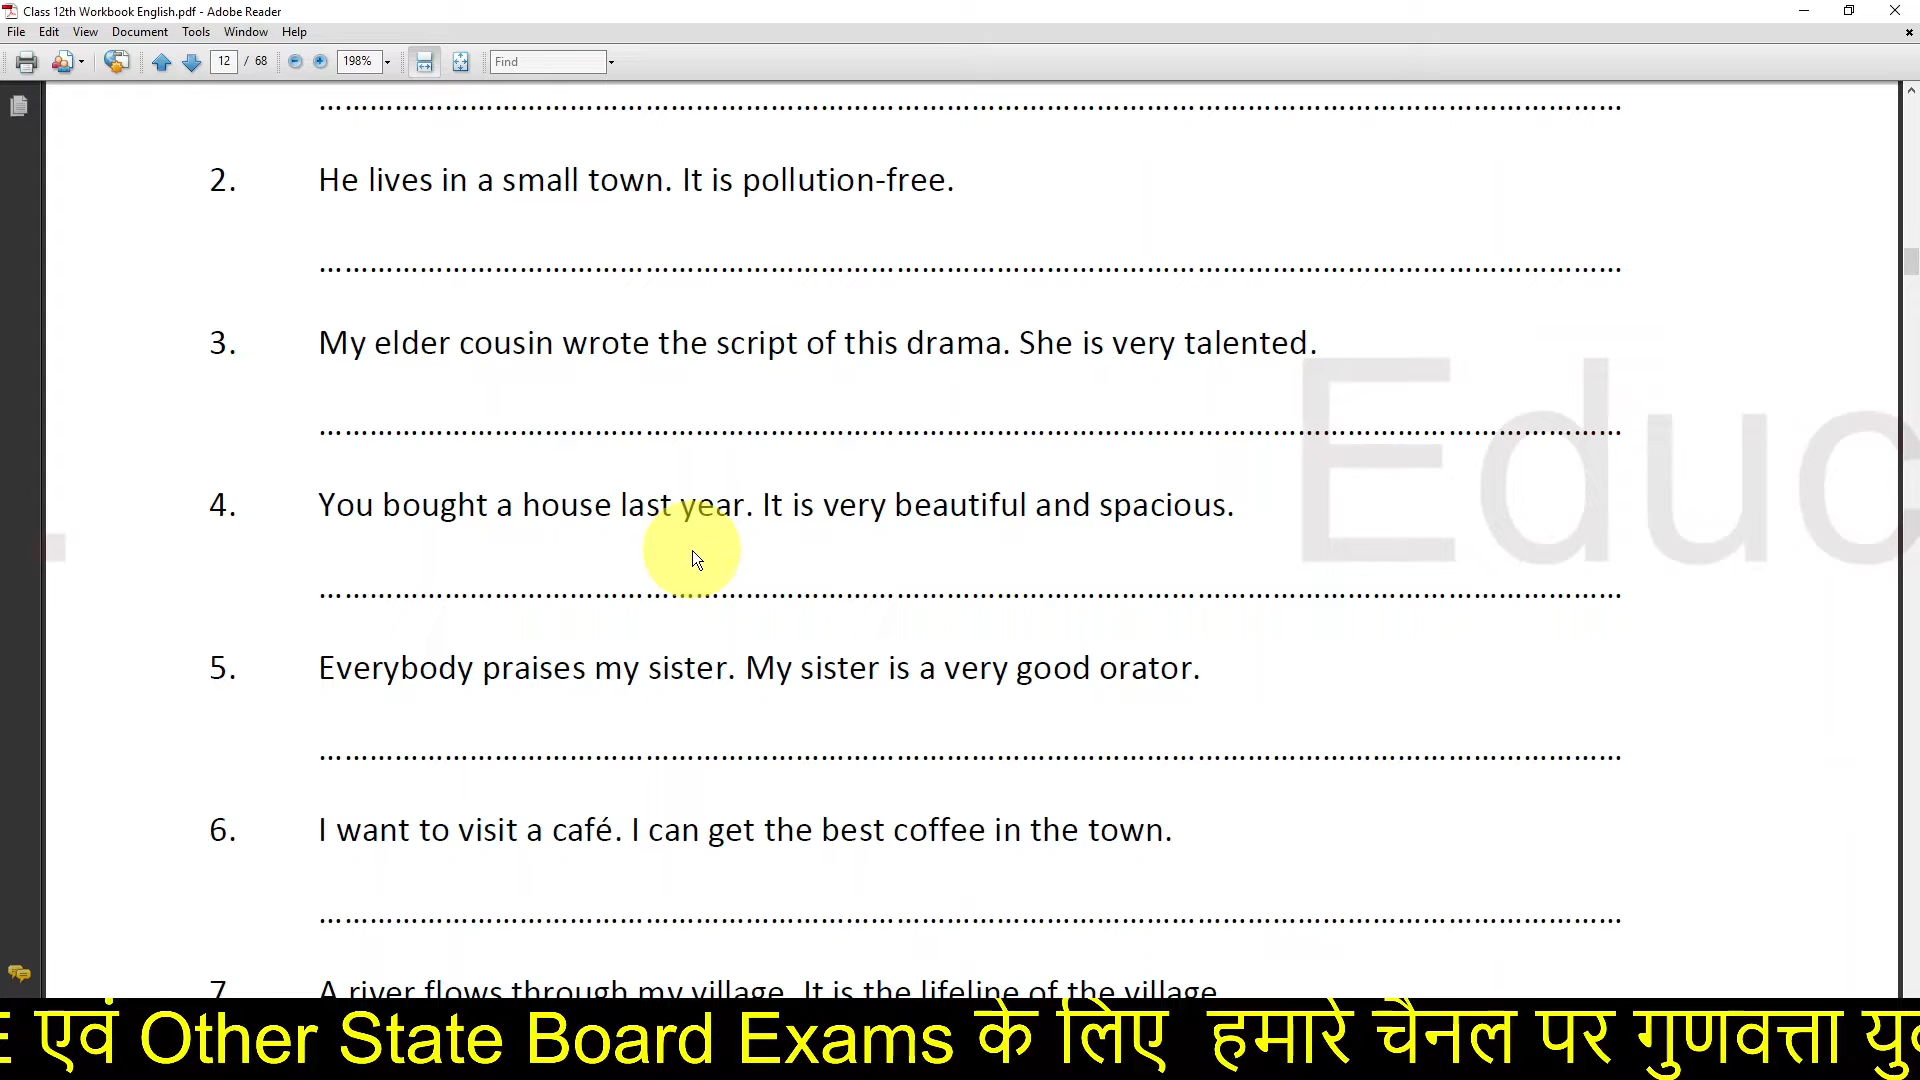 Class 12th Workbook English.pdf - Adobe Reader
File Edit View Document Tools Window Help
12 / 68 198% Find
2. He lives in a small town. It is pollution-free.
3. My elder cousin wrote the script of this drama. She is very talented.
4. You bought a house last year. It is very beautiful and spacious.
5. Everybody praises my sister. My sister is a very good orator.
6. I want to visit a café. I can get the best coffee in the town.
7. A river flows through my village. It is the lifeline of the village.
Educ
एवं Other State Board Exams के लिए हमारे चैनल पर गुणवत्ता